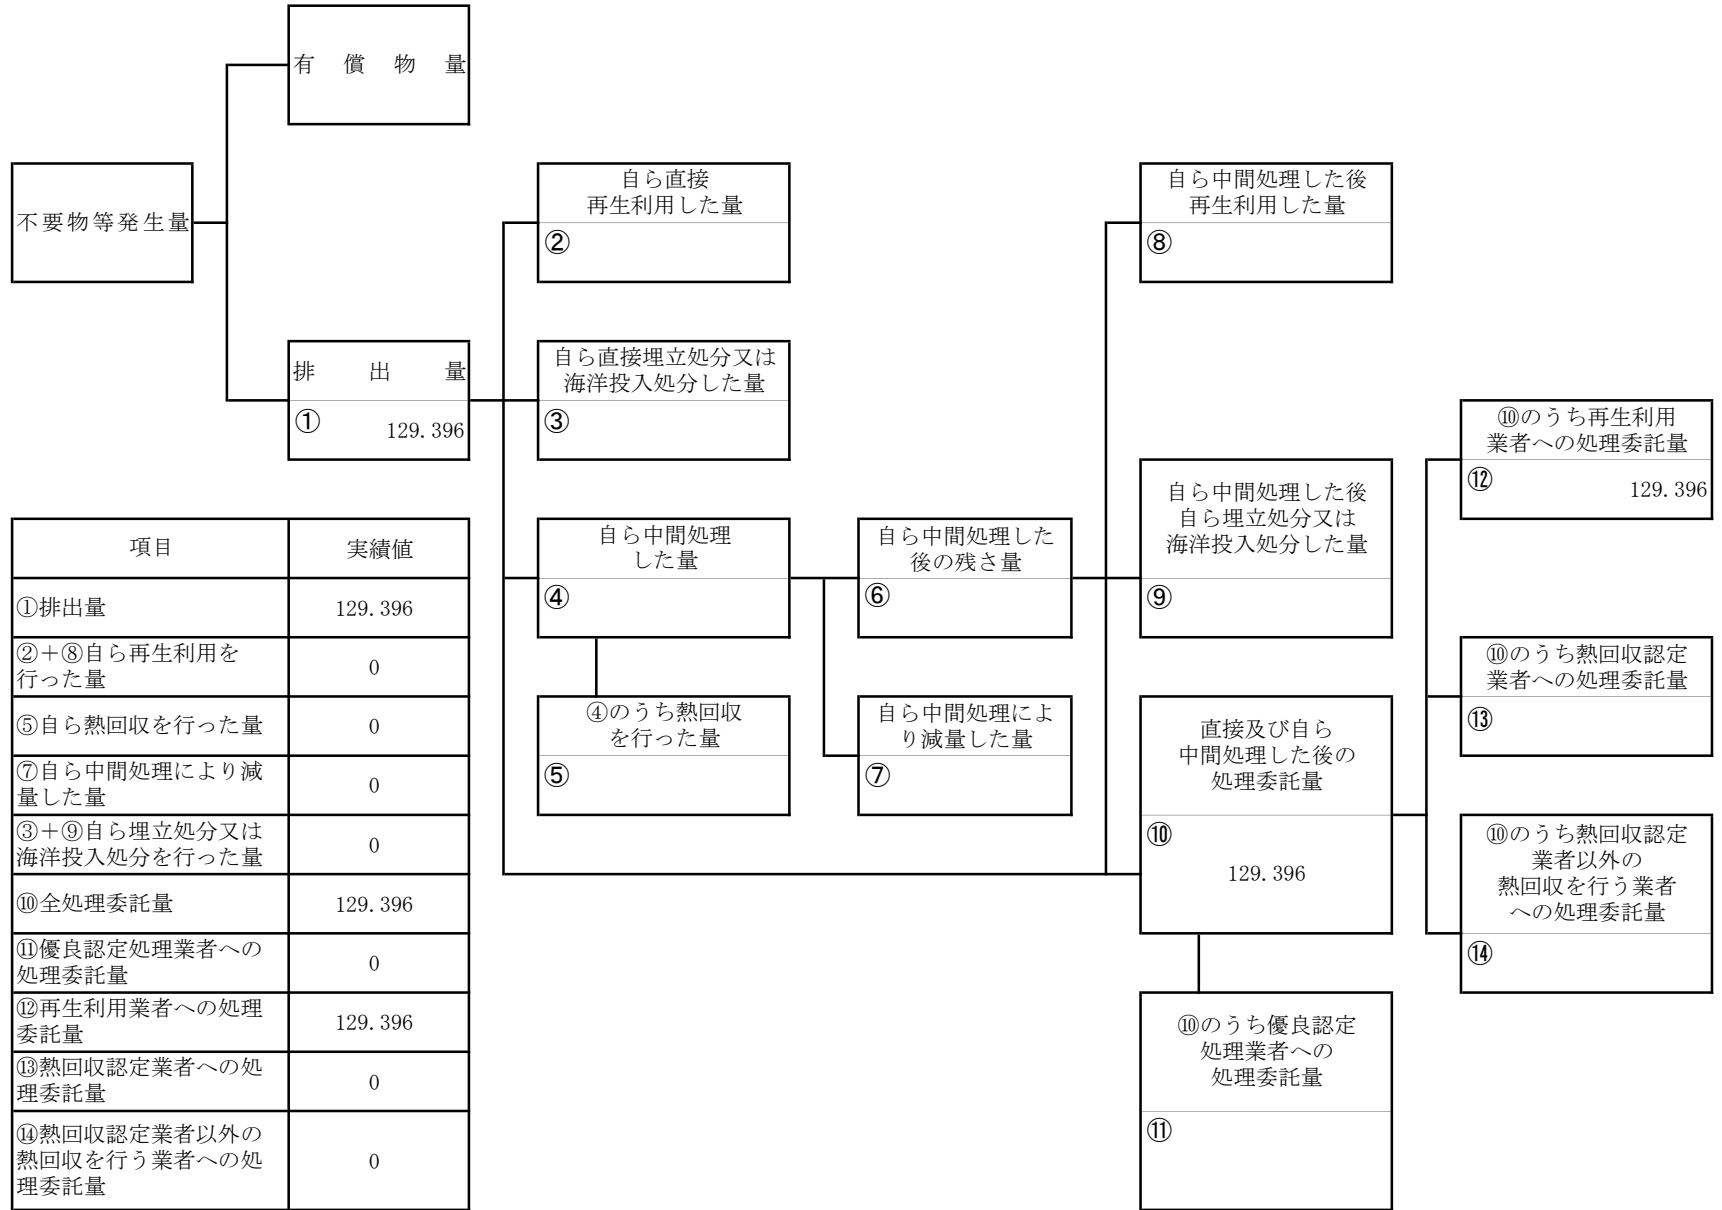 有償物量
不要物等発生量
排出量
① 129.396
自ら直接
再生利用した量
②
自ら直接埋立処分又は
海洋投入処分した量
③
自ら中間処理
した量
④
④のうち熱回収
を行った量
⑤
自ら中間処理した
後の残さ量
⑥
自ら中間処理によ
り減量した量
⑦
自ら中間処理した後
再生利用した量
⑧
自ら中間処理した後
自ら埋立処分又は
海洋投入処分した量
⑨
直接及び自ら
中間処理した後の
処理委託量
⑩
129.396
⑩のうち優良認定
処理業者への
処理委託量
⑪
⑩のうち再生利用
業者への処理委託量
⑫ 129.396
⑩のうち熱回収認定
業者への処理委託量
⑬
⑩のうち熱回収認定
業者以外の
熱回収を行う業者
への処理委託量
⑭
項目 実績値
①排出量 129.396
②＋⑧自ら再生利用を
行った量 0
⑤自ら熱回収を行った量 0
⑦自ら中間処理により減
量した量 0
③＋⑨自ら埋立処分又は
海洋投入処分を行った量 0
⑩全処理委託量 129.396
⑪優良認定処理業者への
処理委託量 0
⑫再生利用業者への処理
委託量 129.396
⑬熱回収認定業者への処
理委託量 0
⑭熱回収認定業者以外の
熱回収を行う業者への処
理委託量 0